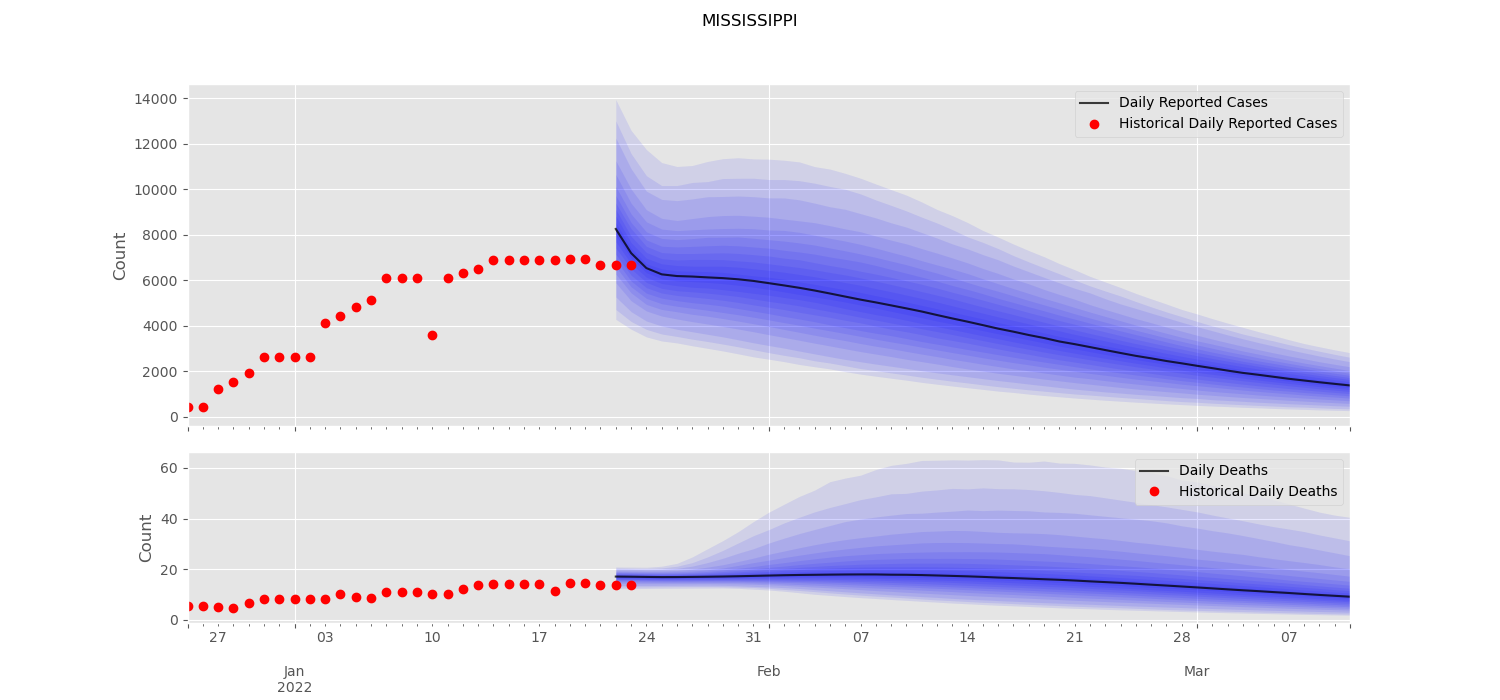 MISSISSIPPI
14000
12000
10000
8000
6000
4000
2000
0
Count
Daily Reported Cases
Historical Daily Reported Cases
60
40
20
0
Count
Daily Deaths
Historical Daily Deaths
27 03 10 17 24 31 07 14 21 28 07
Jan Feb Mar
2022